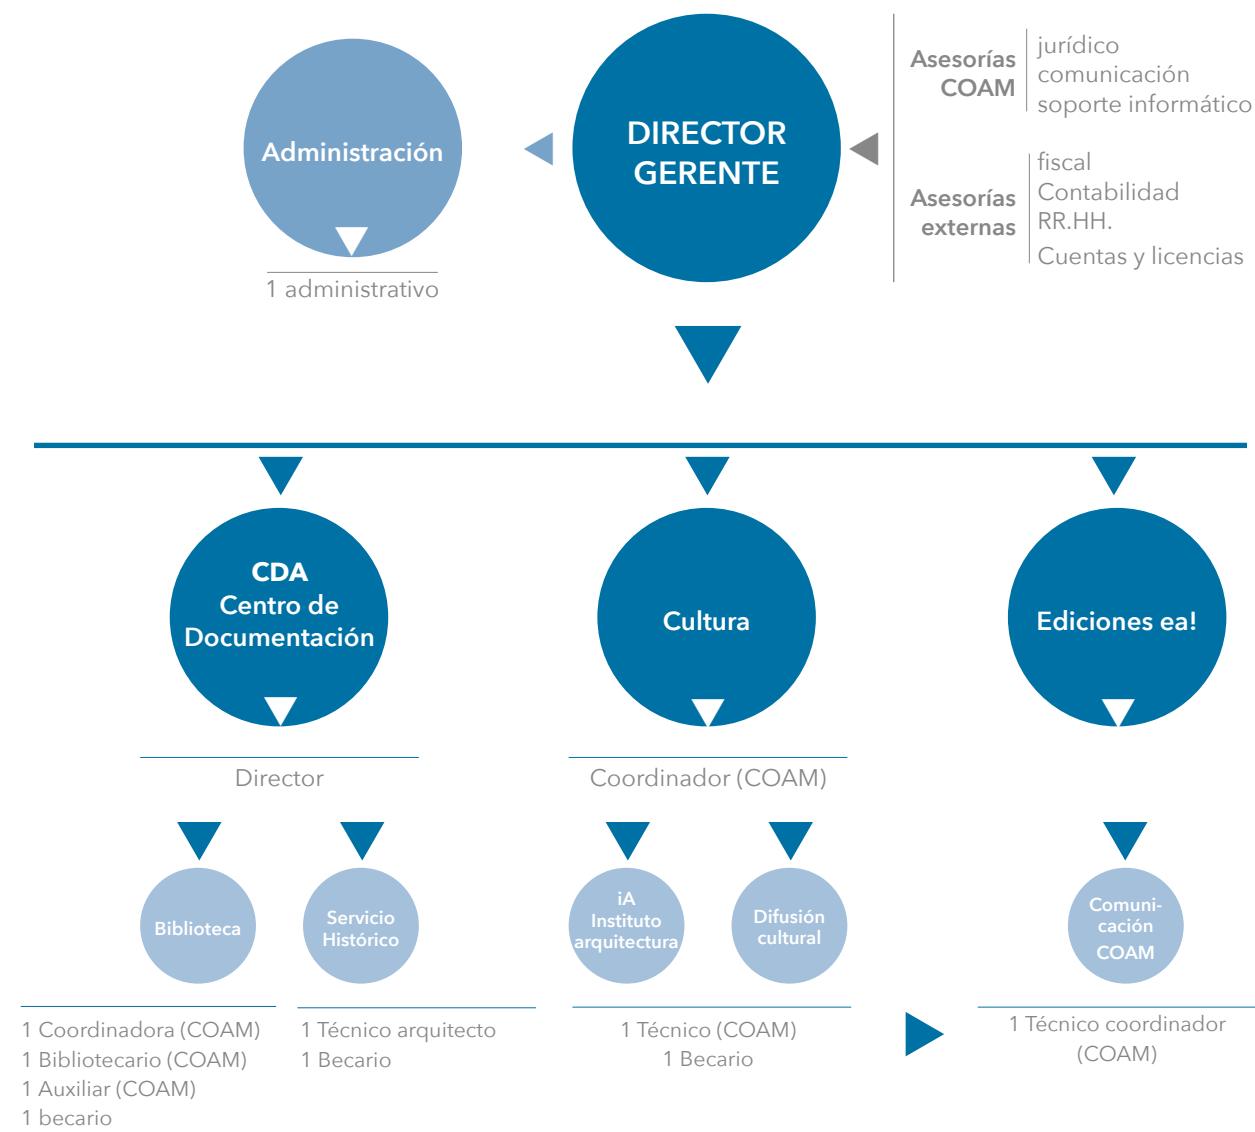 Administración
1 administrativo
DIRECTOR
GERENTE
Asesorías
COAM
jurídico
comunicación
soporte informático
Asesorías
externas
fiscal
Contabilidad
RR.HH.
Cuentas y licencias
CDA
Centro de
Documentación
Cultura
Ediciones ea!
Director
Coordinador (COAM)
Biblioteca
Servicio
Histórico
iA
Instituto
arquitectura
Difusión
cultural
Comuni-
cación
COAM
1 Coordinadora (COAM)
1 Bibliotecario (COAM)
1 Auxiliar (COAM)
1 becario
1 Técnico arquitecto
1 Becario
1 Técnico (COAM)
1 Becario
1 Técnico coordinador
(COAM)